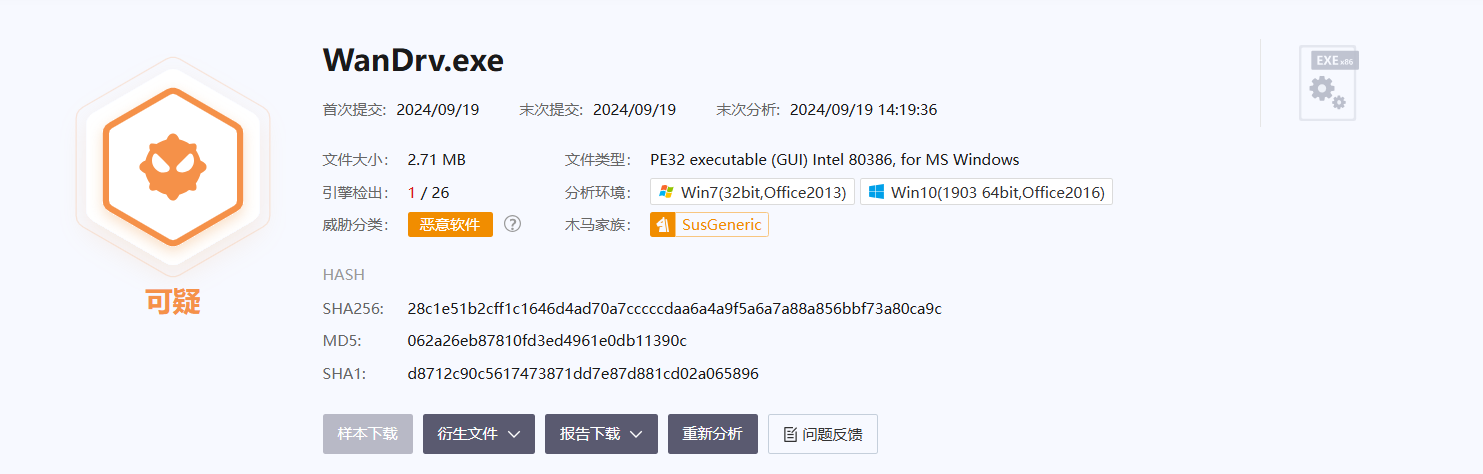 WanDrv.exe
EXE x86
首次提交: 2024/09/19 末次提交: 2024/09/19 末次分析: 2024/09/19 14:19:36
文件大小: 2.71 MB 文件类型: PE32 executable (GUI) Intel 80386, for MS Windows
引擎检出: 1 / 26 分析环境: Win7(32bit,Office2013) Win10(1903 64bit,Office2016)
威胁分类: 恶意软件 ? 木马家族: SusGeneric
可疑
HASH
SHA256: 28c1e51b2cff1c1646d4ad70a7cccccdaa6a4a9f5a6a7a88a856bbf73a80ca9c
MD5: 062a26eb87810fd3ed4961e0db11390c
SHA1: d8712c90c5617473871dd7e87d881cd02a065896
样本下载 衍生文件 报告下载 重新分析 问题反馈